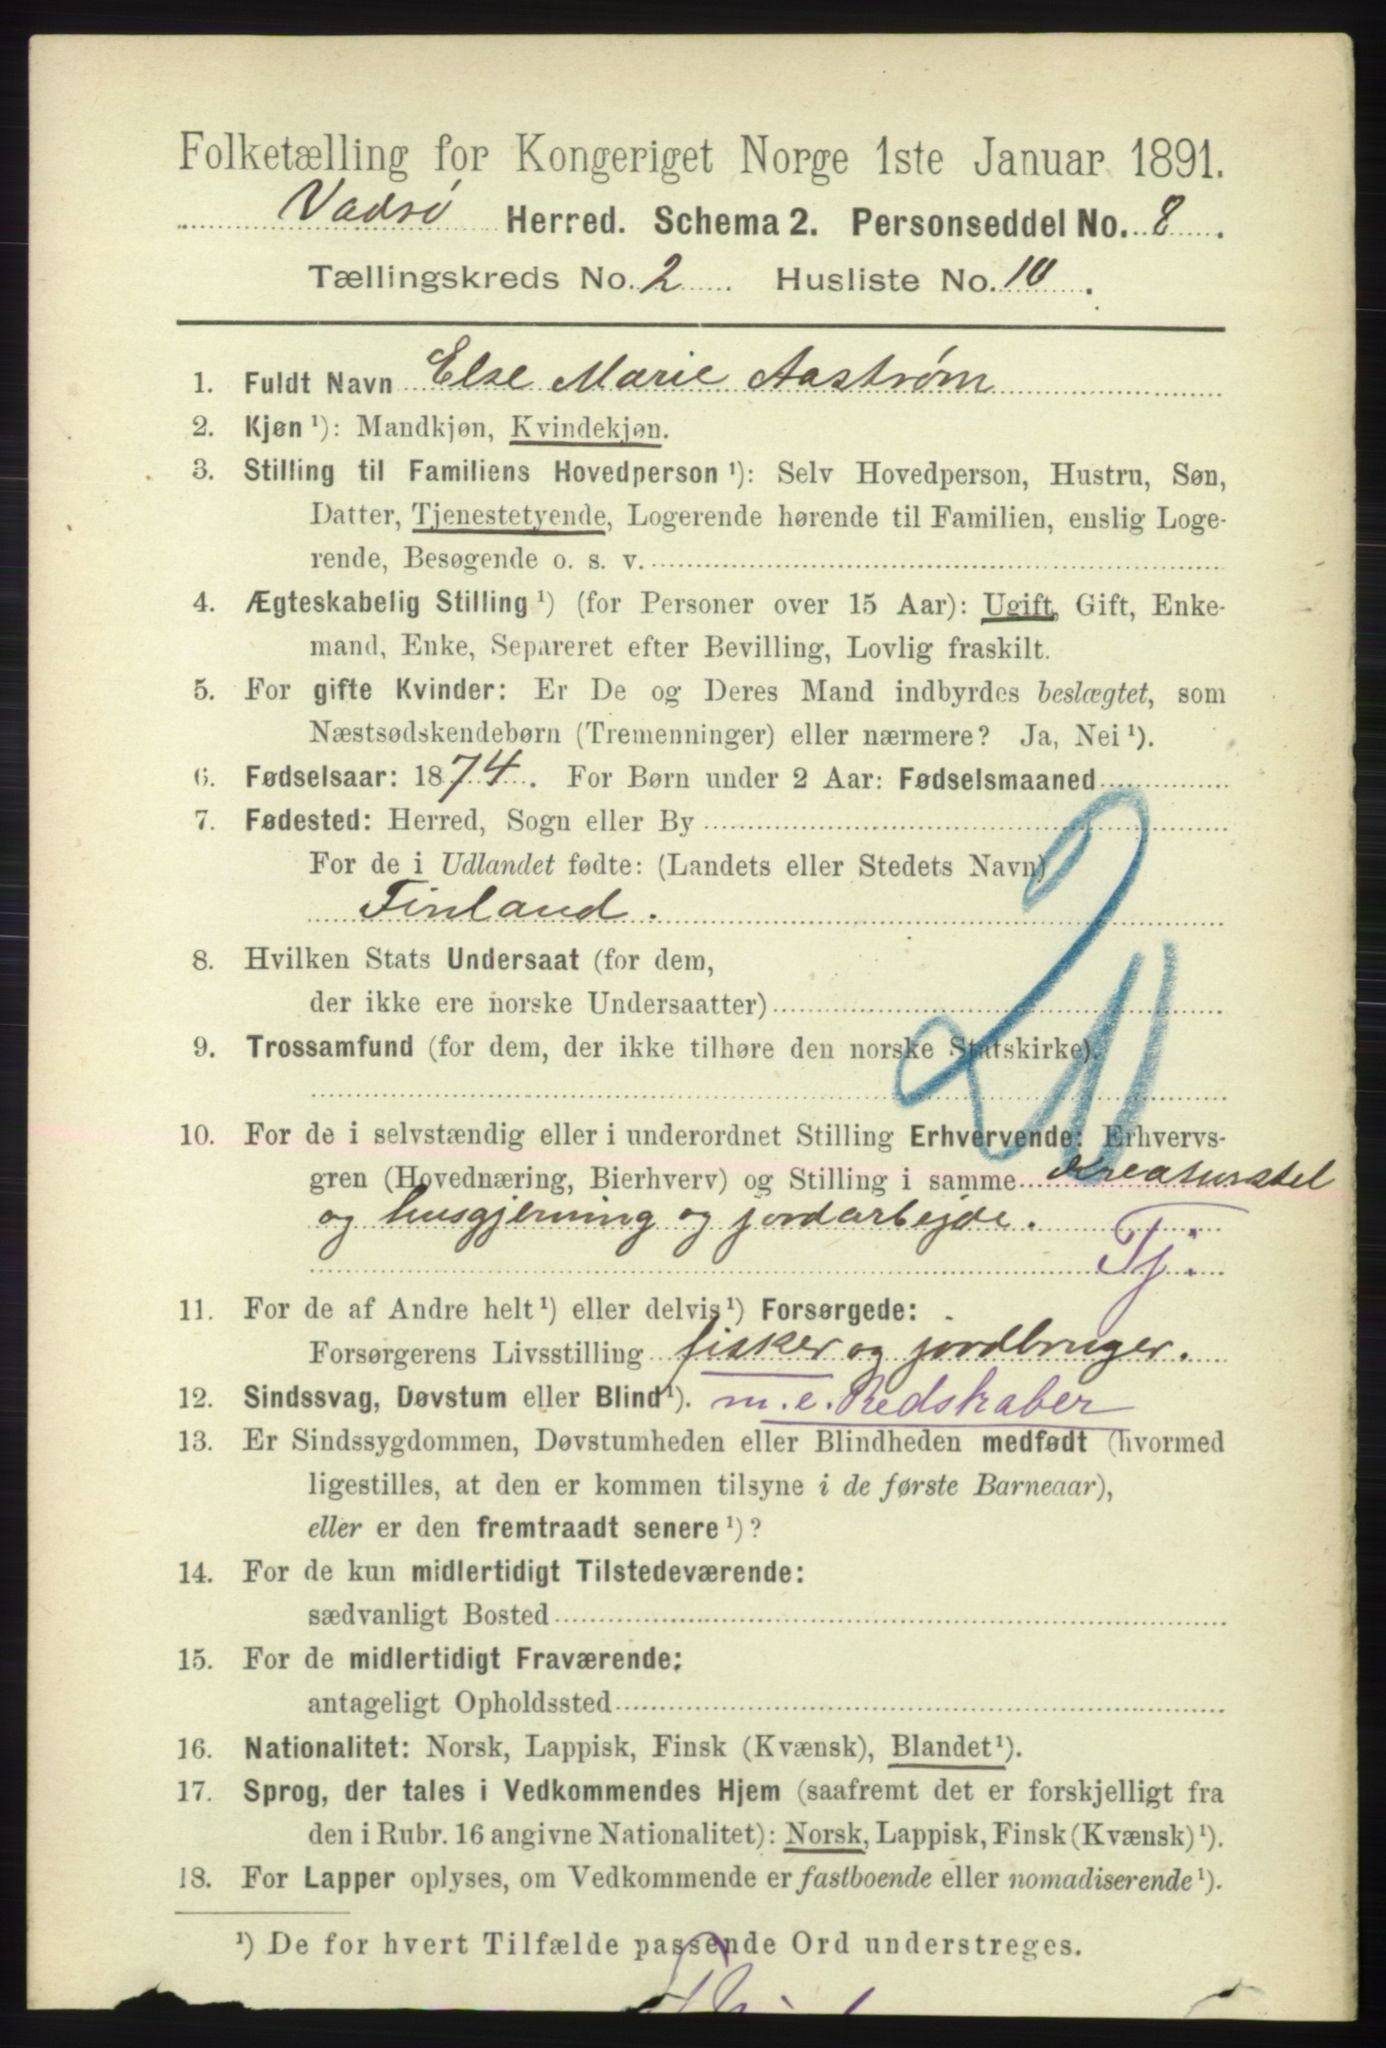 Folketælling for Kongeriget Norge 1ste Januar 1891.
Vadsø Herred. Schema 2. Personseddel No. 8.
Tællingskreds No. 2 Husliste No. 10.
1. Fuldt Navn Else Marie Aastrøm
2. Kjøn ¹): Mandkjøn, Kvindekjøn.
3. Stilling til Familiens Hovedperson ¹): Selv Hovedperson, Hustru, Søn,
Datter, Tjenestetyende, Logerende hørende til Familien, enslig Loge-
rende, Besøgende o. s. v.
4. Ægteskabelig Stilling ¹) (for Personer over 15 Aar): Ugift, Gift, Enke-
mand, Enke, Separeret efter Bevilling, Lovlig fraskilt.
5. For gifte Kvinder: Er De og Deres Mand indbyrdes beslægtet, som
Næstsødskendebørn (Tremenninger) eller nærmere? Ja, Nei ¹).
6. Fødselsaar: 1874. For Børn under 2 Aar: Fødselsmaaned
7. Fødested: Herred, Sogn eller By
For de i Udlandet fødte: (Landets eller Stedets Navn)
Finland.
20
8. Hvilken Stats Undersaat (for dem,
der ikke ere norske Undersaatter)
9. Trossamfund (for dem, der ikke tilhøre den norske Statskirke).
10. For de i selvstændig eller i underordnet Stilling Erhvervende: Erhvervs-
gren (Hovednæring, Bierhverv) og Stilling i samme Kreaturstel
og husgjerning og jordarbejde.
Tj.
11. For de af Andre helt ¹) eller delvis ¹) Forsørgede:
Forsørgerens Livsstilling fisker og jordbruger.
12. Sindssvag, Døvstum eller Blind ¹). m. e. Redskaber
13. Er Sindssygdommen, Døvstumheden eller Blindheden medfødt (hvormed
ligestilles, at den er kommen tilsyne i de første Barneaar),
eller er den fremtraadt senere ¹)?
14. For de kun midlertidigt Tilstedeværende:
sædvanligt Bosted
15. For de midlertidigt Fraværende:
antageligt Opholdssted
16. Nationalitet: Norsk, Lappisk, Finsk (Kvænsk), Blandet ¹).
17. Sprog, der tales i Vedkommendes Hjem (saafremt det er forskjelligt fra
den i Rubr. 16 angivne Nationalitet): Norsk, Lappisk, Finsk (Kvænsk) ¹).
18. For Lapper oplyses, om Vedkommende er fastboende eller nomadiserende ¹).
¹) De for hvert Tilfælde passende Ord understreges.